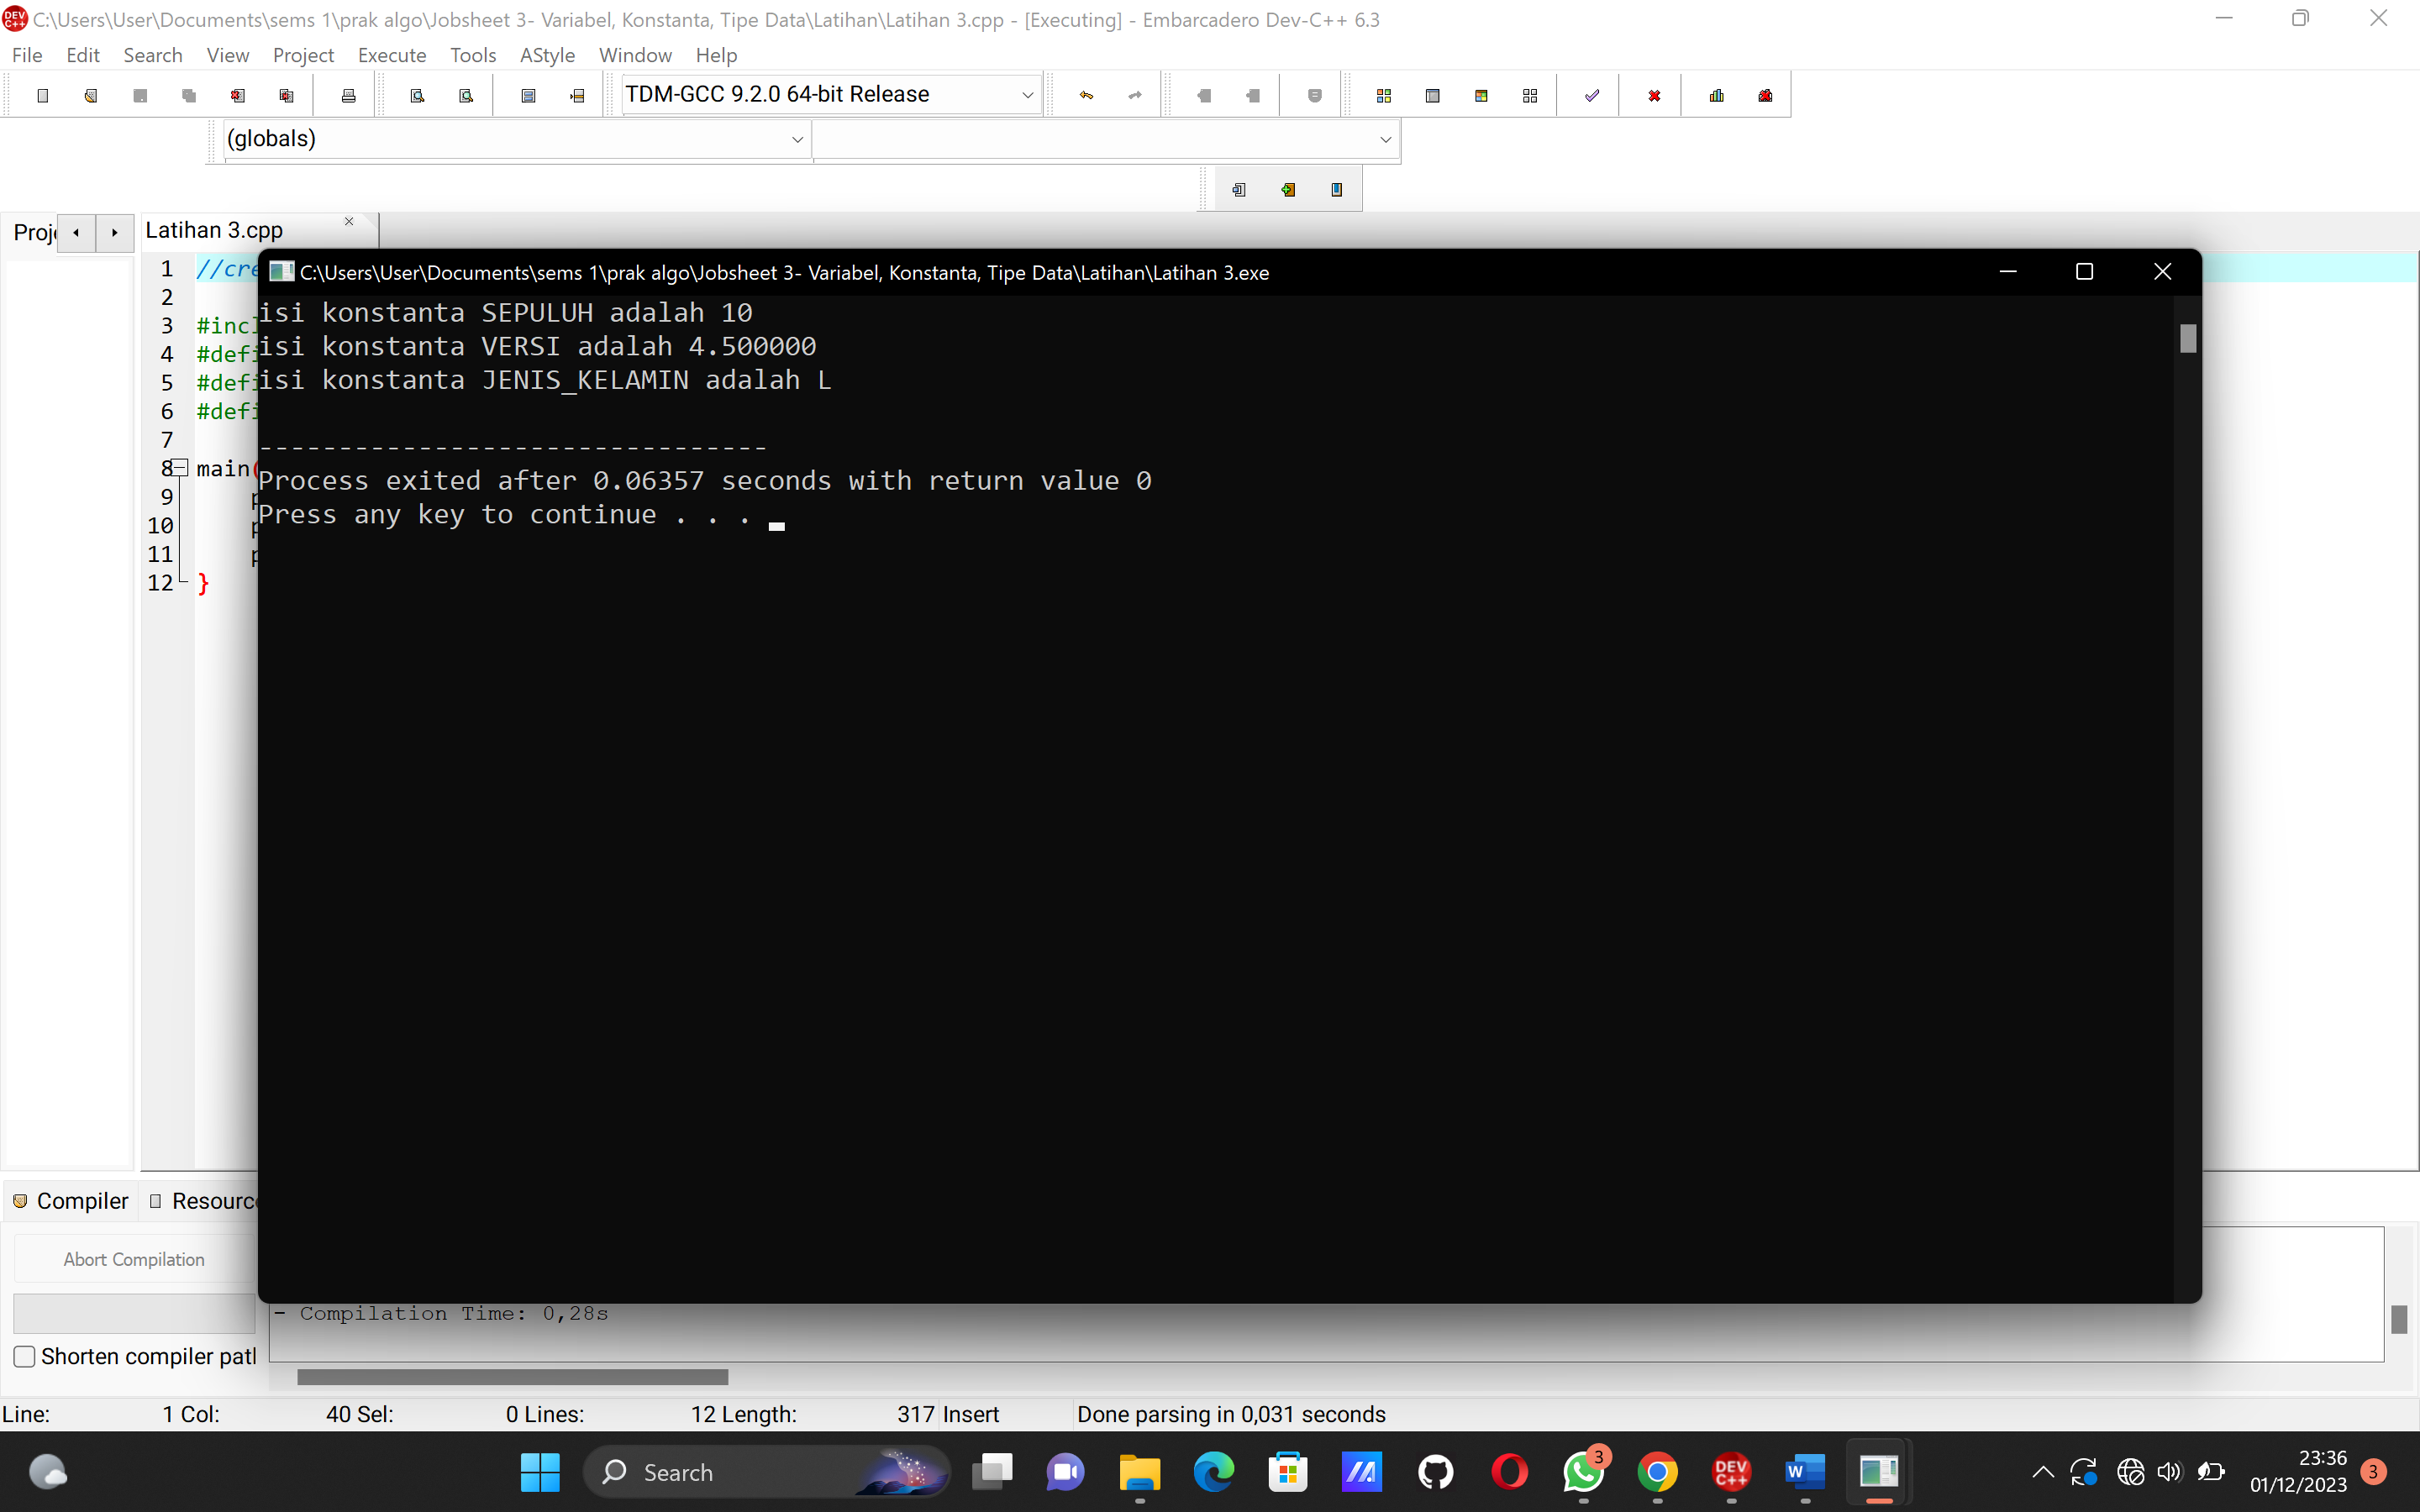 C:\Users\User\Documents\sems 1\prak algo\Jobsheet 3- Variabel, Konstanta, Tipe Data\Latihan\Latihan 3.cpp - [Executing] - Embarcadero Dev-C++ 6.3
File Edit Search View Project Execute Tools AStyle Window Help
TDM-GCC 9.2.0 64-bit Release
(globals)
Proj
Latihan 3.cpp
C:\Users\User\Documents\sems 1\prak algo\Jobsheet 3- Variabel, Konstanta, Tipe Data\Latihan\Latihan 3.exe
1 //cre
2
3 #incl
4 #defi
5 #defi
6 #defi
7
8 main(
9 p
10 p
11 p
12 }
isi konstanta SEPULUH adalah 10
isi konstanta VERSI adalah 4.500000
isi konstanta JENIS_KELAMIN adalah L
--------------------------------
Process exited after 0.06357 seconds with return value 0
Press any key to continue . . .
Compiler Resourc
Abort Compilation
- Compilation Time: 0,28s
Shorten compiler patl
Line: 1 Col: 40 Sel: 0 Lines: 12 Length: 317 Insert Done parsing in 0,031 seconds
Search
3
DEV
C++
W
23:36
01/12/2023
3